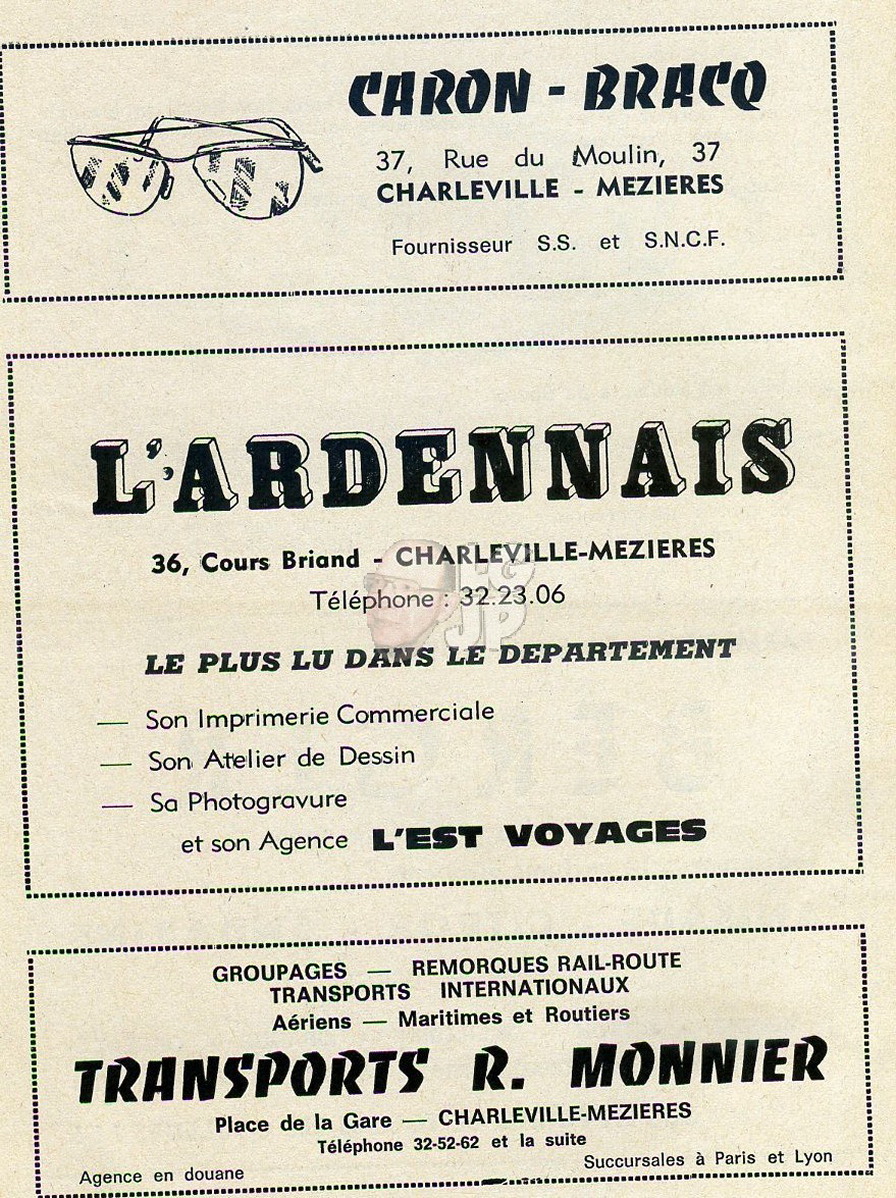 CARON - BRACQ
37, Rue du Moulin, 37
CHARLEVILLE - MEZIERES
Fournisseur S.S. et S.N.C.F.
L'ARDENNAIS
36, Cours Briand - CHARLEVILLE-MEZIERES
Téléphone : 32.23.06
LE PLUS LU DANS LE DEPARTEMENT
— Son Imprimerie Commerciale
— Son Atelier de Dessin
— Sa Photogravure
et son Agence L'EST VOYAGES
GROUPAGES — REMORQUES RAIL-ROUTE
TRANSPORTS INTERNATIONAUX
Aériens — Maritimes et Routiers
TRANSPORTS R. MONNIER
Place de la Gare — CHARLEVILLE-MEZIERES
Téléphone 32-52-62 et la suite
Agence en douane
Succursales à Paris et Lyon